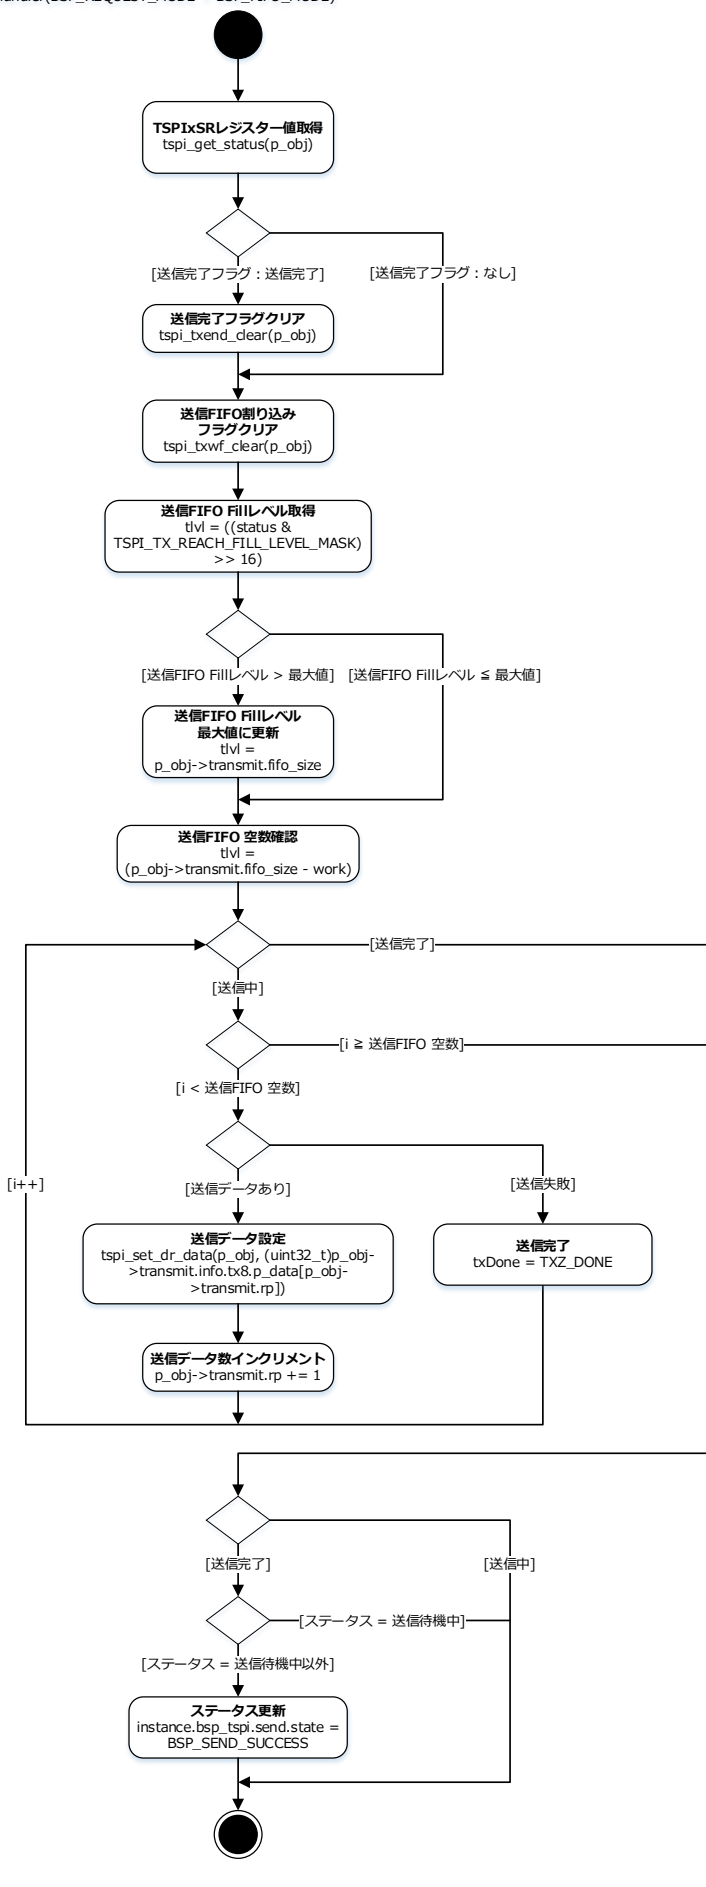 TSPIxSRレジスター値取得
tspi_get_status(p_obj)
[送信完了フラグ : 送信完了]
[送信完了フラグ : なし]
送信完了フラグクリア
tspi_txend_clear(p_obj)
送信FIFO割り込み
フラグクリア
tspi_txwf_clear(p_obj)
送信FIFO Fillレベル取得
tlvl = ((status &
TSPI_TX_REACH_FILL_LEVEL_MASK)
>> 16)
[送信FIFO Fillレベル > 最大値]
[送信FIFO Fillレベル ≦ 最大値]
送信FIFO Fillレベル
最大値に更新
tlvl =
p_obj->transmit.fifo_size
送信FIFO 空数確認
tlvl =
(p_obj->transmit.fifo_size - work)
[送信完了]
[送信中]
[i ≧ 送信FIFO 空数]
[i < 送信FIFO 空数]
[i++]
[送信データあり]
[送信失敗]
送信データ設定
tspi_set_dr_data(p_obj, (uint32_t)p_obj-
>transmit.info.tx8.p_data[p_obj-
>transmit.rp])
送信完了
txDone = TXZ_DONE
送信データ数インクリメント
p_obj->transmit.rp += 1
[送信完了]
[送信中]
[ステータス = 送信待機中]
[ステータス = 送信待機中以外]
ステータス更新
instance.bsp_tspi.send.state =
BSP_SEND_SUCCESS